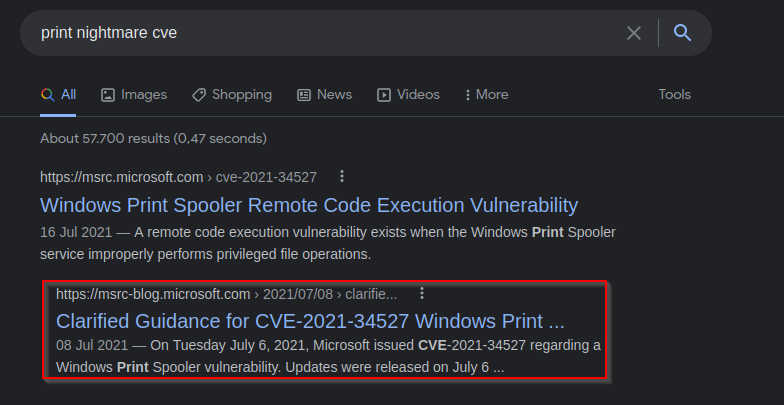 print nightmare cve
All Images Shopping News Videos More Tools
About 57.700 results (0,47 seconds)
https://msrc.microsoft.com › cve-2021-34527
Windows Print Spooler Remote Code Execution Vulnerability
16 Jul 2021 — A remote code execution vulnerability exists when the Windows Print Spooler
service improperly performs privileged file operations.
https://msrc-blog.microsoft.com › 2021/07/08 › clarifie...
Clarified Guidance for CVE-2021-34527 Windows Print ...
08 Jul 2021 — On Tuesday July 6, 2021, Microsoft issued CVE-2021-34527 regarding a
Windows Print Spooler vulnerability. Updates were released on July 6 ...